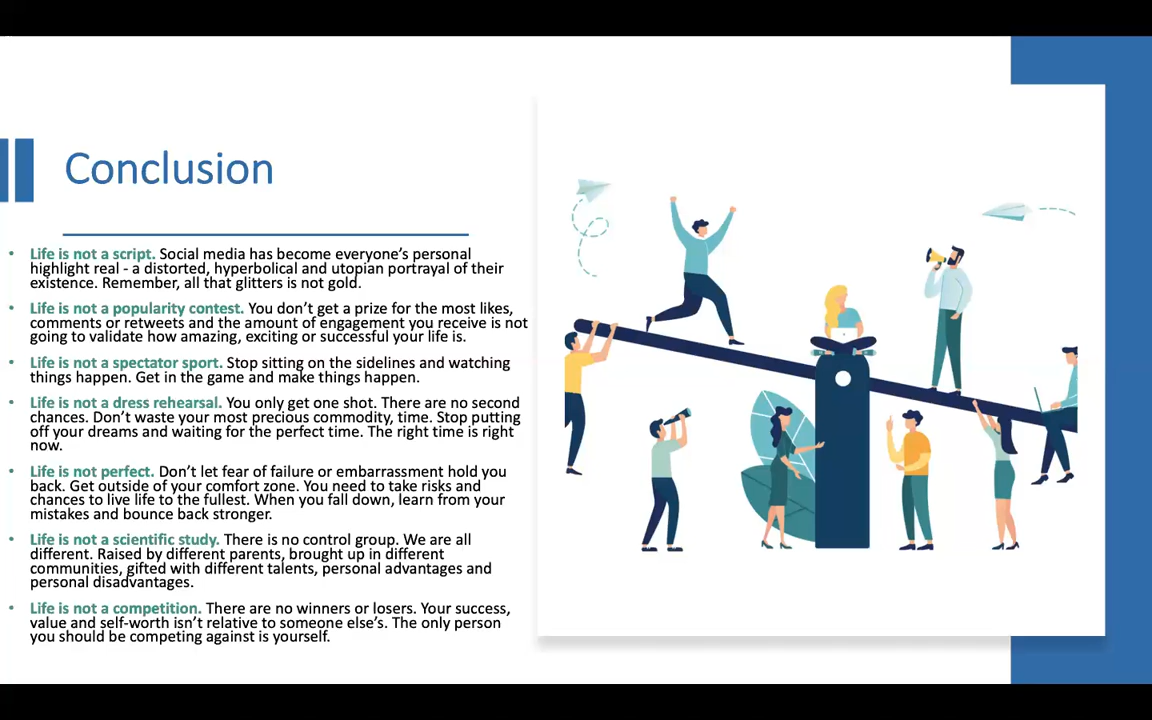 Conclusion
• Life is not a script. Social media has become everyone’s personal
highlight real - a distorted, hyperbolical and utopian portrayal of their
existence. Remember, all that glitters is not gold.
• Life is not a popularity contest. You don’t get a prize for the most likes,
comments or retweets and the amount of engagement you receive is not
going to validate how amazing, exciting or successful your life is.
• Life is not a spectator sport. Stop sitting on the sidelines and watching
things happen. Get in the game and make things happen.
• Life is not a dress rehearsal. You only get one shot. There are no second
chances. Don’t waste your most precious commodity, time. Stop putting
off your dreams and waiting for the perfect time. The right time is right
now.
• Life is not perfect. Don’t let fear of failure or embarrassment hold you
back. Get outside of your comfort zone. You need to take risks and
chances to live life to the fullest. When you fall down, learn from your
mistakes and bounce back stronger.
• Life is not a scientific study. There is no control group. We are all
different. Raised by different parents, brought up in different
communities, gifted with different talents, personal advantages and
personal disadvantages.
• Life is not a competition. There are no winners or losers. Your success,
value and self-worth isn’t relative to someone else’s. The only person
you should be competing against is yourself.